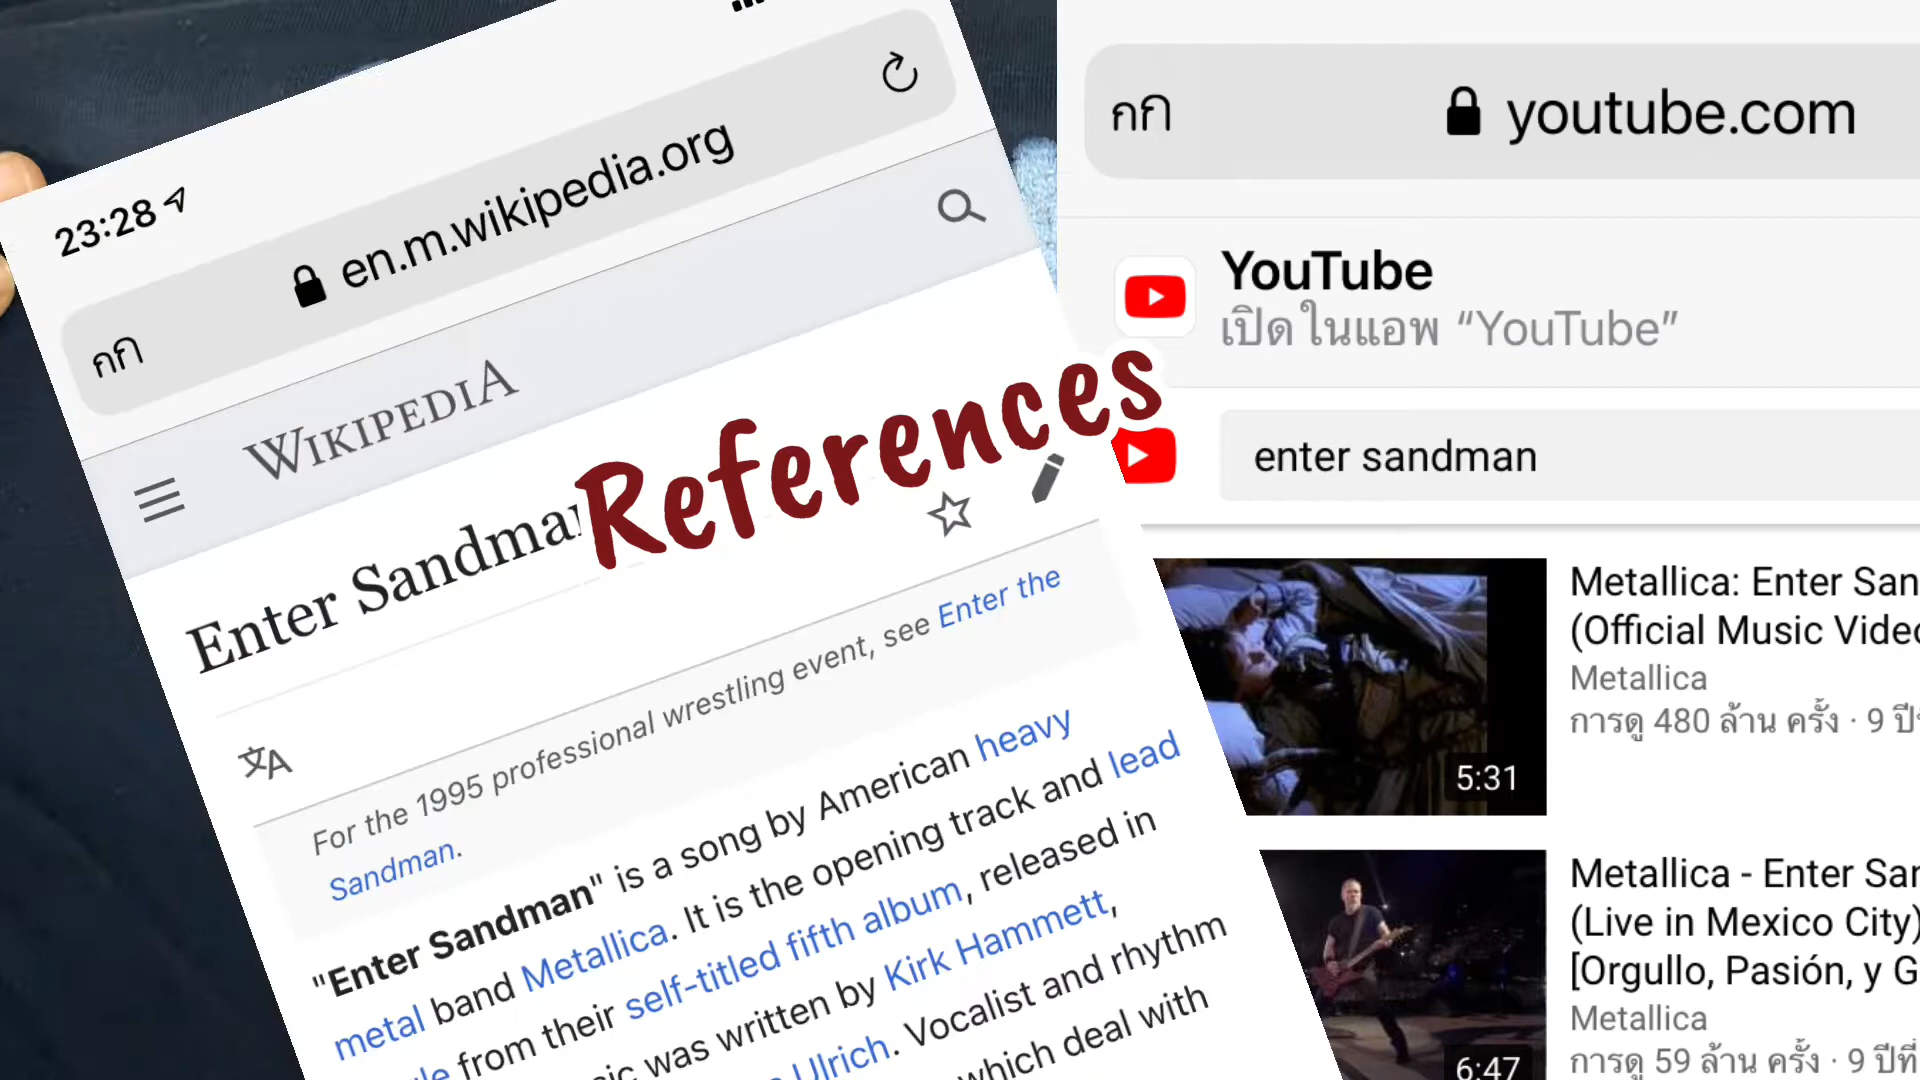 23:28
กก
en.m.wikipedia.org
WIKIPEDIA
Enter
References
For the 1995 professional wrestling event, see Enter the
Sandman.
"Enter Sandman" is a song by American heavy
metal band Metallica. It is the opening track and lead
from their self-titled fifth album, released in
was written by Kirk Hammett,
Ulrich. Vocalist and rhythm
which deal with
กก
youtube.com
YouTube
เปิดในแอพ “YouTube”
enter sandman
Metallica: Enter San
(Official Music Video
Metallica
การดู 480 ล้าน ครั้ง · 9
5:31
Metallica - Enter San
(Live in Mexico City)
[Orgullo, Pasión, y G
Metallica
การดู 59 ล้าน ครั้ง · 9 ปีที่
6:47